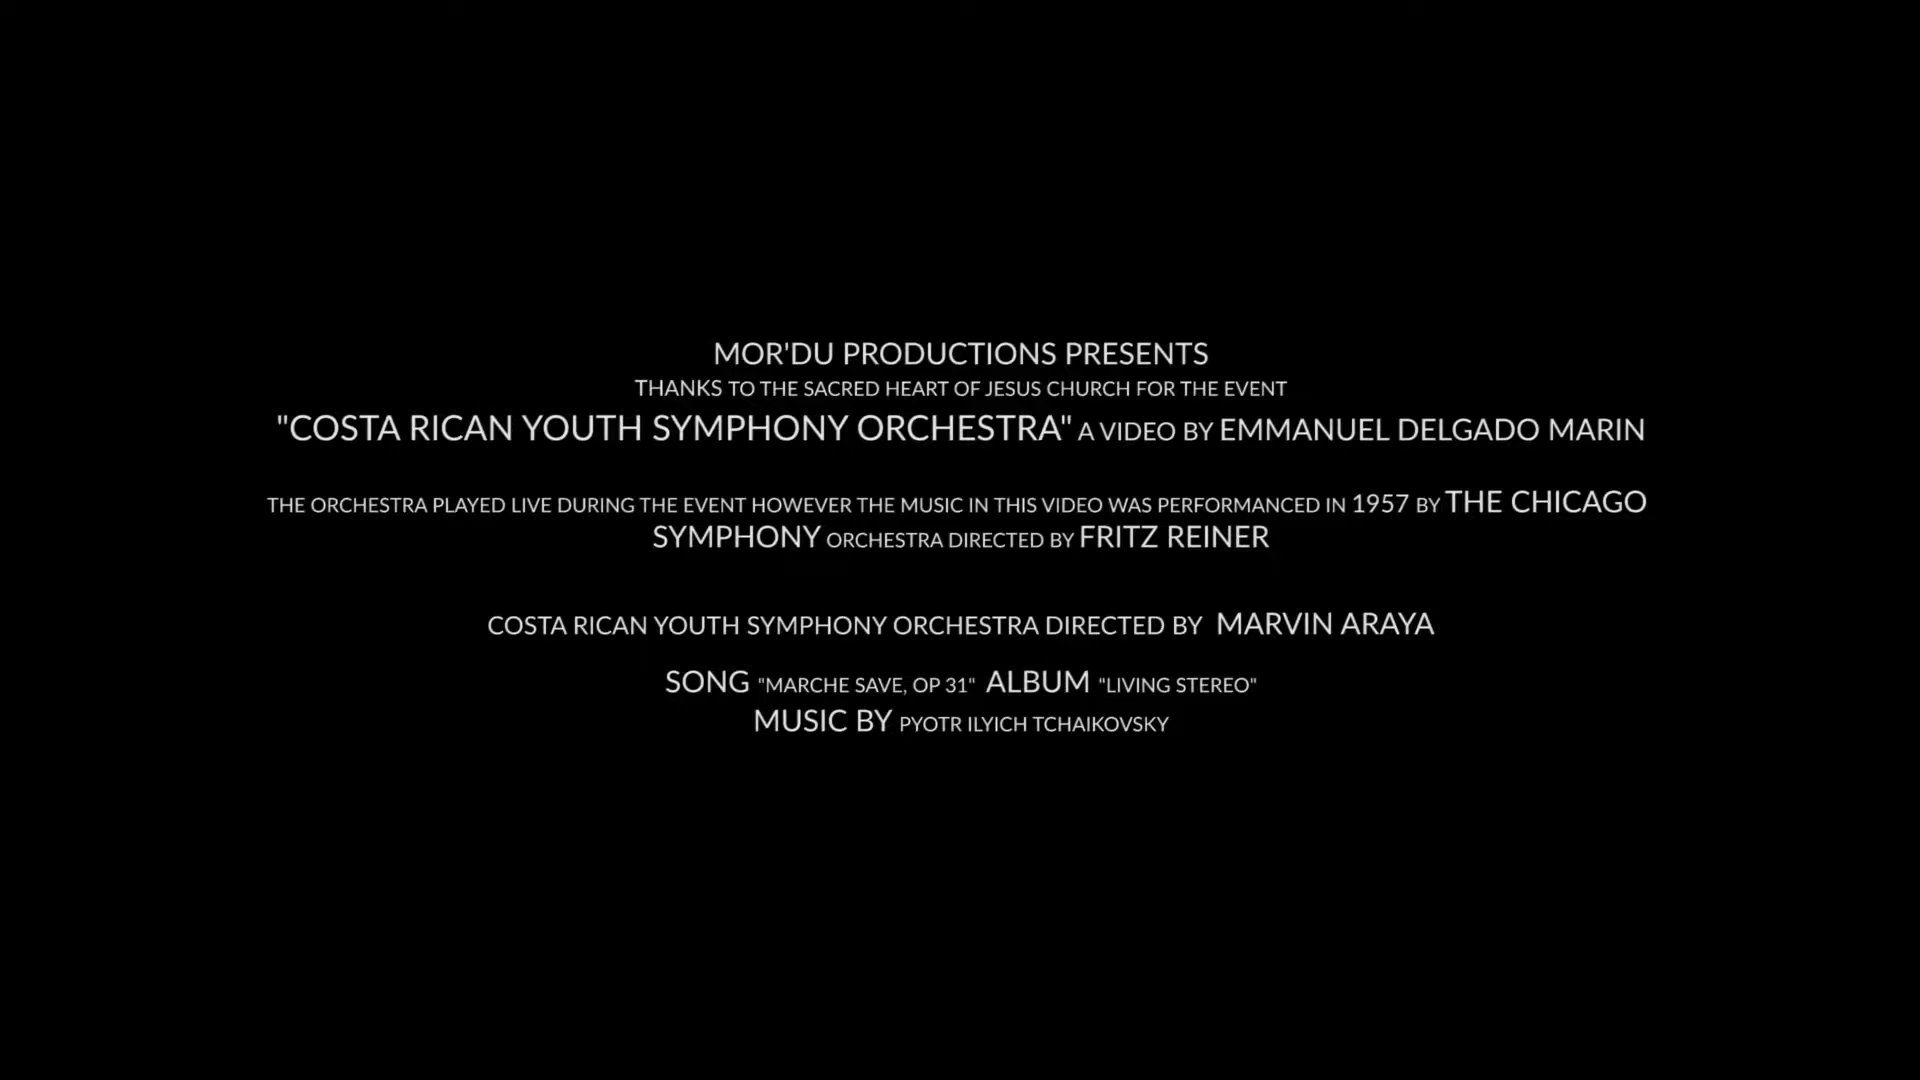 MOR'DU PRODUCTIONS PRESENTS
THANKS TO THE SACRED HEART OF JESUS CHURCH FOR THE EVENT
"COSTA RICAN YOUTH SYMPHONY ORCHESTRA" A VIDEO BY EMMANUEL DELGADO MARIN
THE ORCHESTRA PLAYED LIVE DURING THE EVENT HOWEVER THE MUSIC IN THIS VIDEO WAS PERFORMANCED IN 1957 BY THE CHICAGO
SYMPHONY ORCHESTRA DIRECTED BY FRITZ REINER
COSTA RICAN YOUTH SYMPHONY ORCHESTRA DIRECTED BY MARVIN ARAYA
SONG "MARCHE SAVE, OP 31" ALBUM "LIVING STEREO"
MUSIC BY PYOTR ILYICH TCHAIKOVSKY